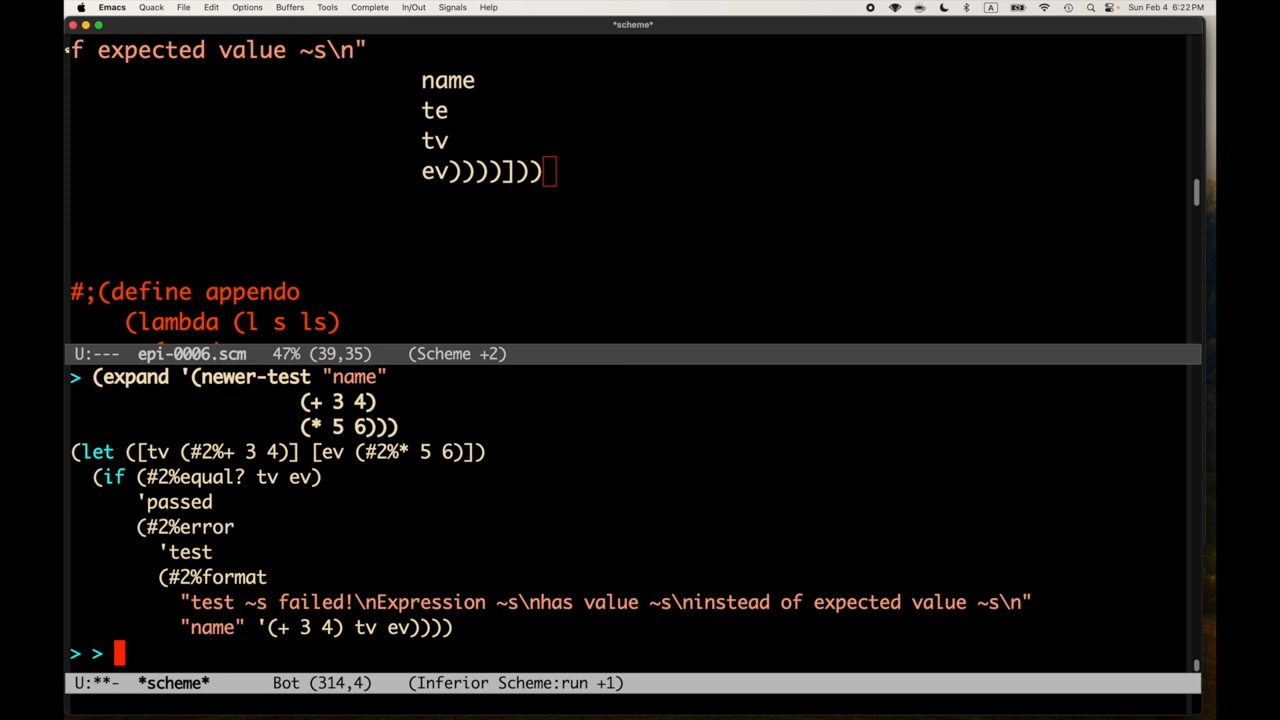 Emacs Quack File Edit Options Buffers Tools Complete In/Out Signals Help A Sun Feb 4 6:22 PM
*scheme*
f expected value ~s\n"
name
te
tv
ev))))]))
#;(define appendo
(lambda (l s ls)
U:--- epi-0006.scm 47% (39,35) (Scheme +2)
> (expand '(newer-test "name"
(+ 3 4)
(* 5 6)))
(let ([tv (#2%+ 3 4)] [ev (#2%* 5 6)])
(if (#2%equal? tv ev)
'passed
(#2%error
'test
(#2%format
"test ~s failed!\nExpression ~s\nhas value ~s\ninstead of expected value ~s\n"
"name" '(+ 3 4) tv ev))))
> >
U:**- *scheme* Bot (314,4) (Inferior Scheme:run +1)